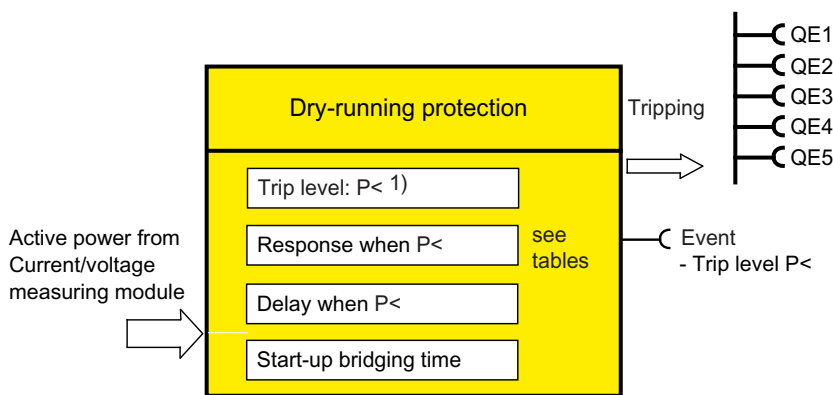 Dry-running protection
Trip level: P< 1)
Response when P<
Delay when P<
Start-up bridging time
see
tables
Active power from
Current/voltage
measuring module
Tripping
QE1
QE2
QE3
QE4
QE5
Event
- Trip level P<